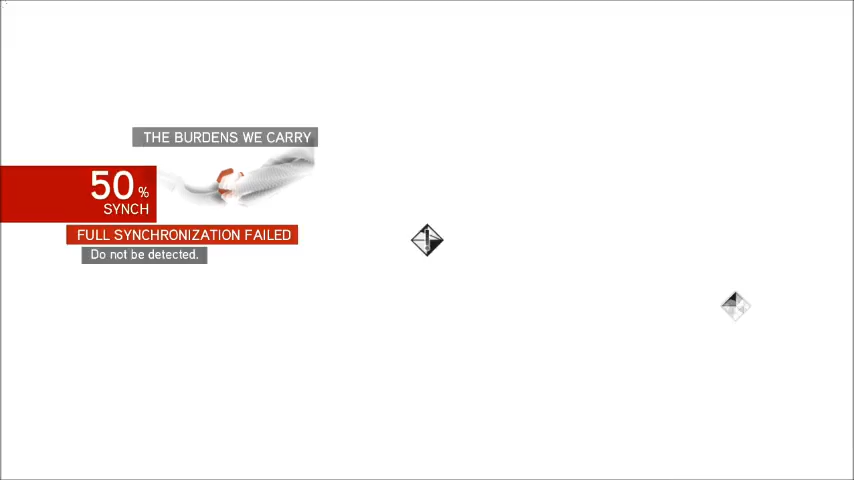 THE BURDENS WE CARRY
50 %
SYNCH
FULL SYNCHRONIZATION FAILED
Do not be detected.